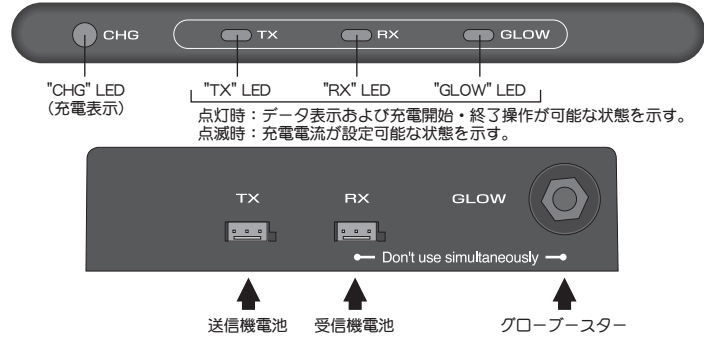 CHG TX RX GLOW
"CHG" LED "TX" LED "RX" LED "GLOW" LED
(充電表示)
点灯時：データ表示および充電開始・終了操作が可能な状態を示す。
点滅時：充電電流が設定可能な状態を示す。
TX RX GLOW
Don't use simultaneously
送信機電池 受信機電池 グローブースター